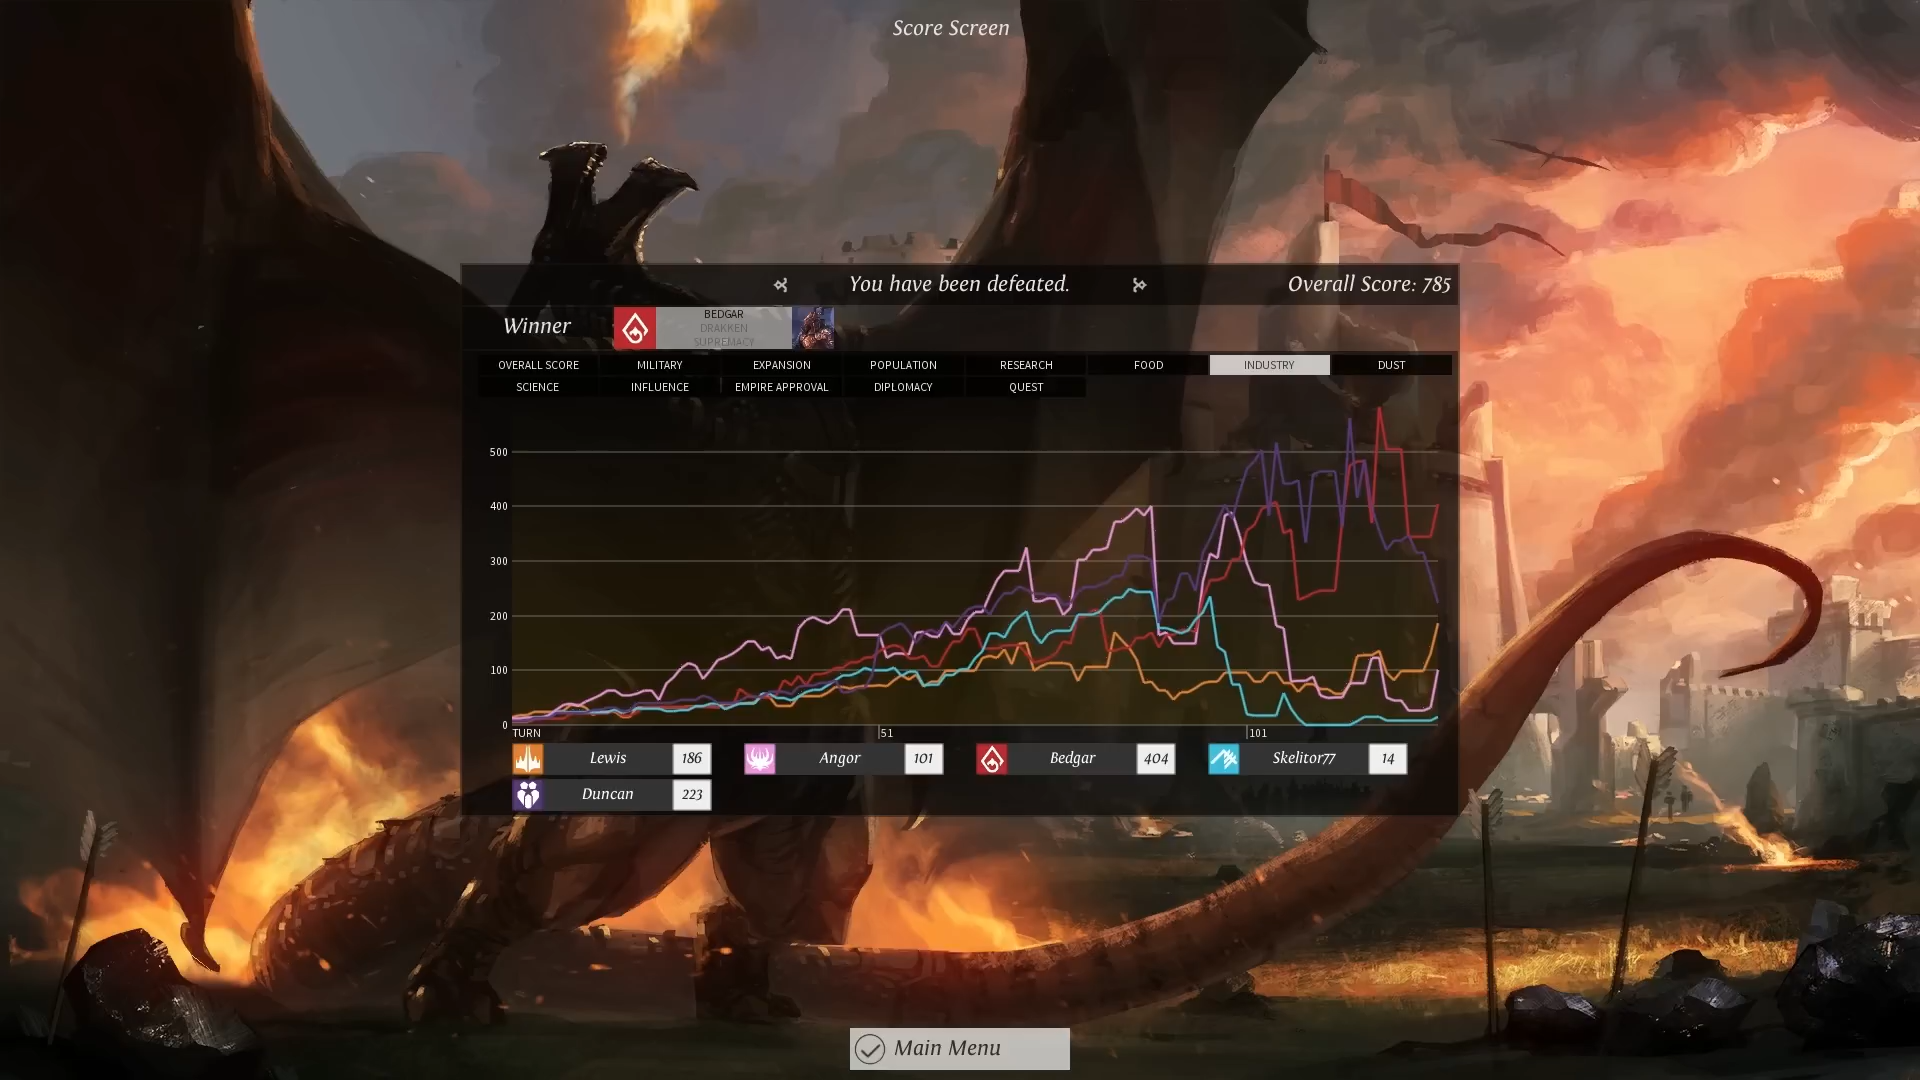 Score Screen
You have been defeated.
Overall Score: 785
Winner
BEDGAR
DRAKKEN
SUPREMACY
OVERALL SCORE MILITARY EXPANSION POPULATION RESEARCH FOOD INDUSTRY DUST
SCIENCE INFLUENCE EMPIRE APPROVAL DIPLOMACY QUEST
500
400
300
200
100
0
TURN 51 101
Lewis 186 Angor 101 Bedgar 404 Skelitor77 14
Duncan 223
Main Menu